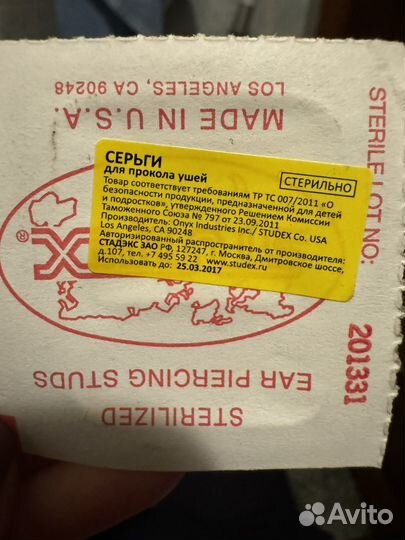 LOS ANGELES, CA 90248
MADE IN U.S.A.
STERILE LOT NO.
201331
СЕРЬГИ
для прокола ушей
СТЕРИЛЬНО
Товар соответствует требованиям ТР ТС 007/2011 «О
безопасности продукции, предназначенной для детей
и подростков», утвержденного Решением Комиссии
Таможенного Союза № 797 от 23.09.2011
Производитель: Onyx Industries Inc./ STUDEX Co. USA
Los Angeles, CA 90248
Авторизированный распространитель от производителя:
СТАДЭКС ЗАО РФ, 127247, г. Москва, Дмитровское шоссе,
д.107, тел. +7 495 59 22 www.studex.ru
Использовать до: 25.03.2017
EAR PIERCING STUDS
STERILIZED
Avito